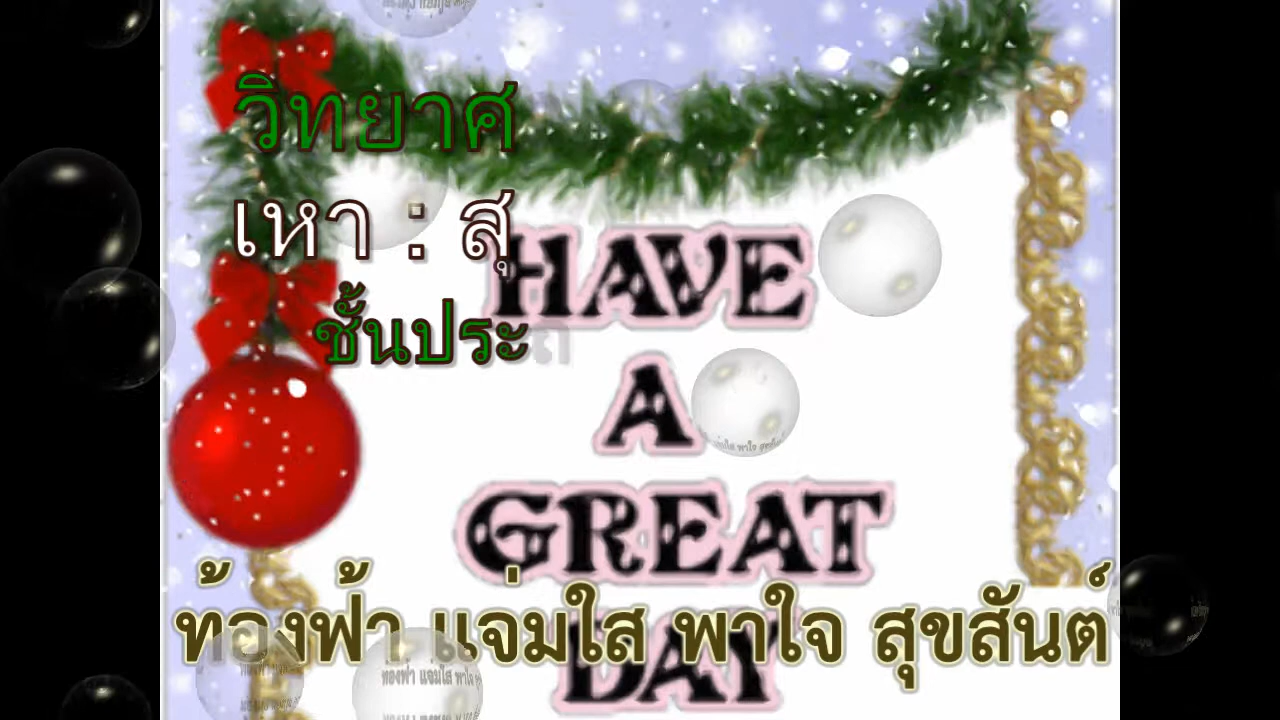 วิทยาศ
เหา : สุ
ชั้นประ
HAVE
A
GREAT
DAY
ท้องฟ้า แจ่มใส พาใจ สุขสันต์